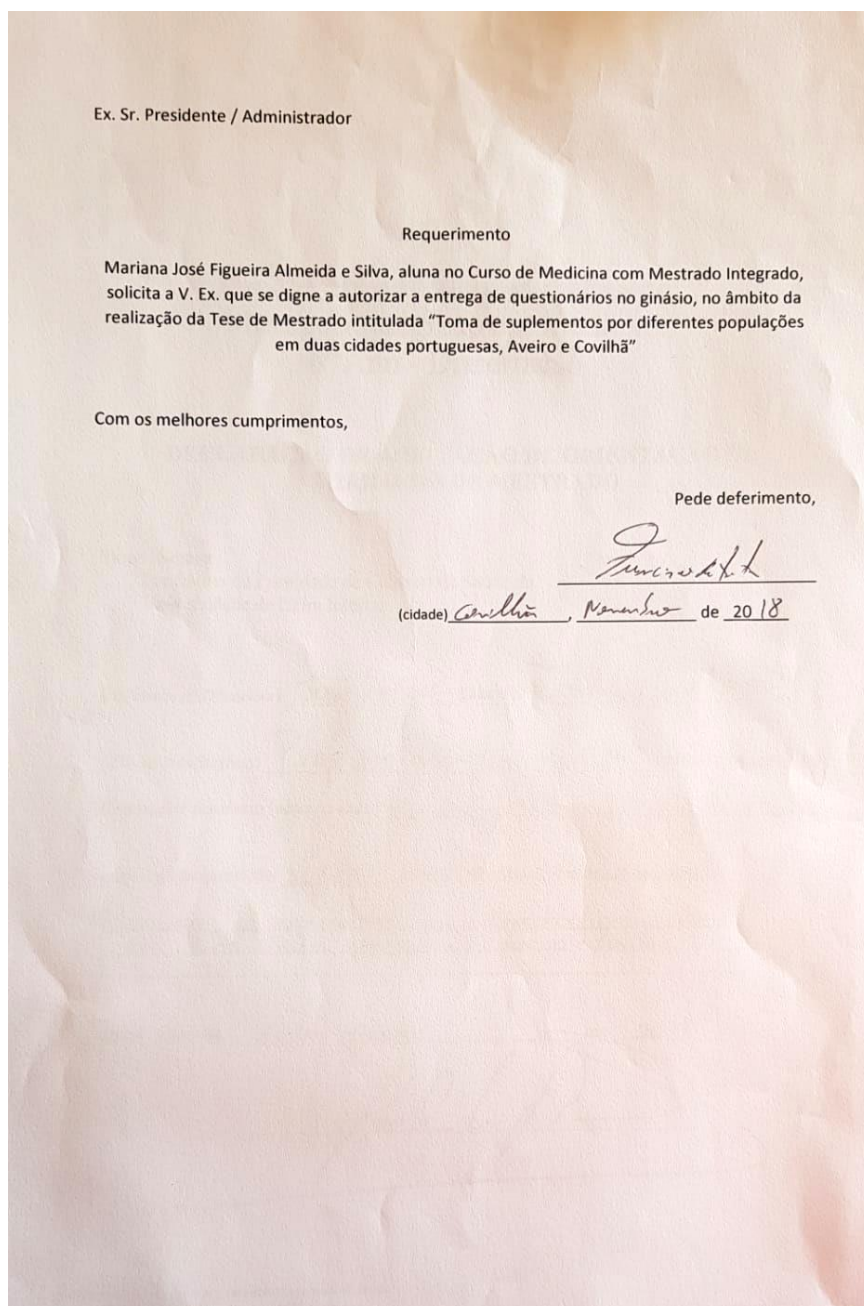 Ex. Sr. Presidente / Administrador
Requerimento
Mariana José Figueira Almeida e Silva, aluna no Curso de Medicina com Mestrado Integrado,
solicita a V. Ex. que se digne a autorizar a entrega de questionários no ginásio, no âmbito da
realização da Tese de Mestrado intitulada “Toma de suplementos por diferentes populações
em duas cidades portuguesas, Aveiro e Covilhã”
Com os melhores cumprimentos,
Pede deferimento,
(cidade) Covilhã , Novembro de 20 18